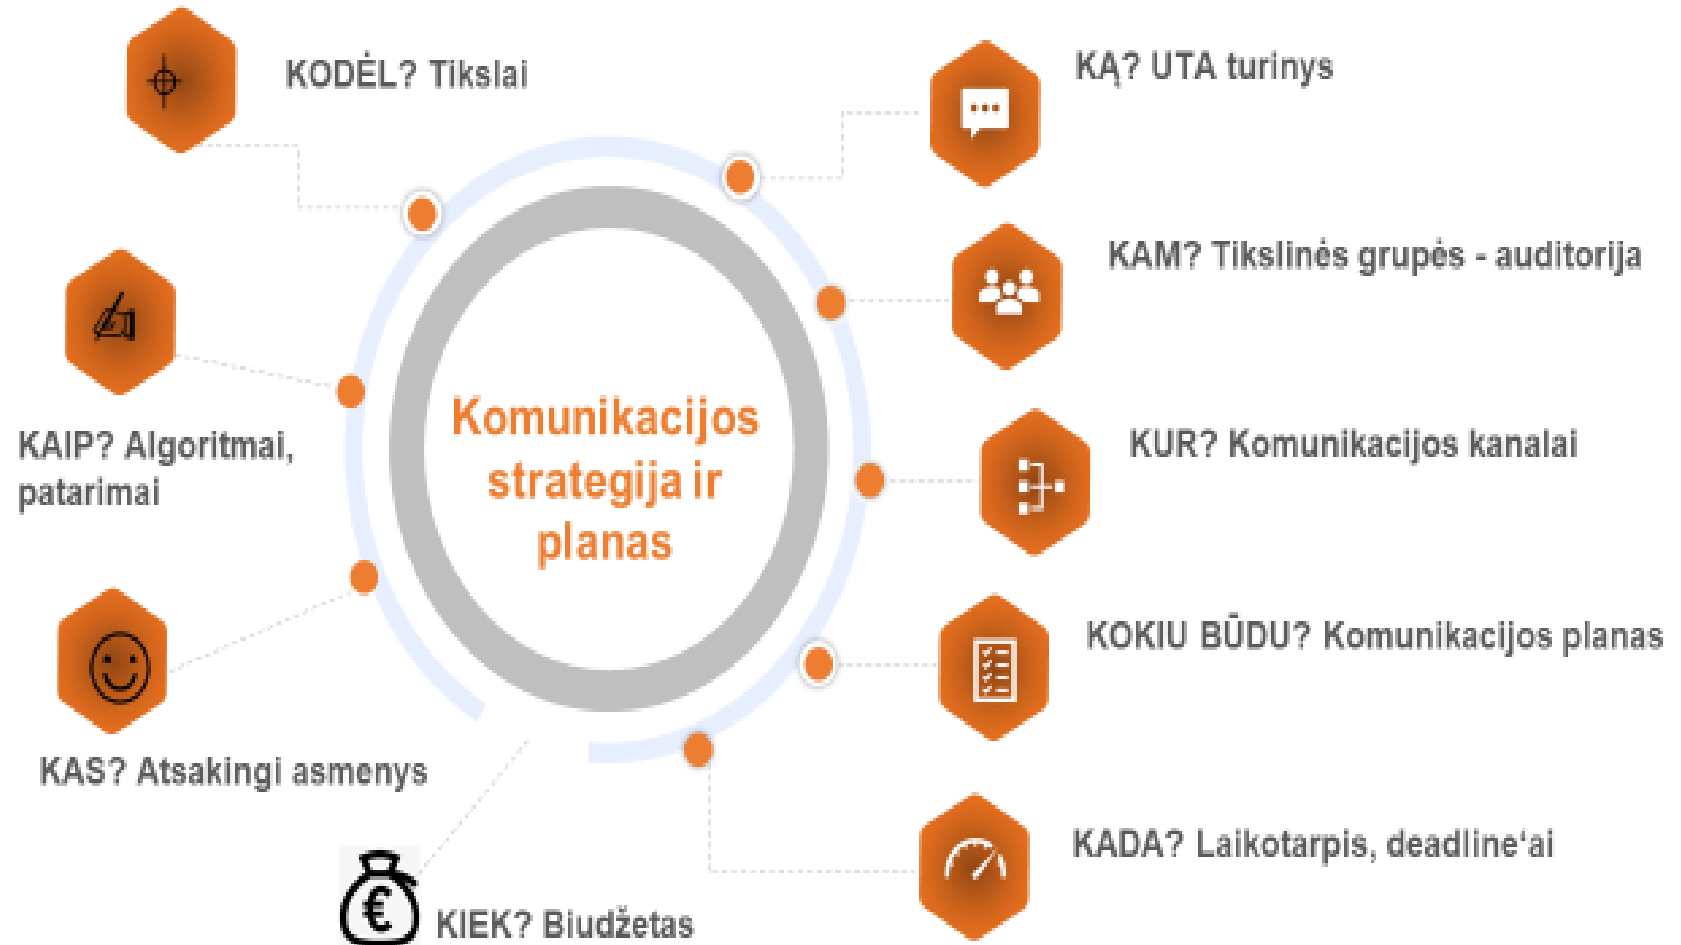 KODĖL? Tikslai
KĄ? UTA turinys
KAM? Tikslinės grupės - auditorija
KUR? Komunikacijos kanalai
KOKIU BŪDU? Komunikacijos planas
KADA? Laikotarpis, deadline‘ai
KIEK? Biudžetas
KAS? Atsakingi asmenys
KAIP? Algoritmai,
patarimai
Komunikacijos
strategija ir
planas
€